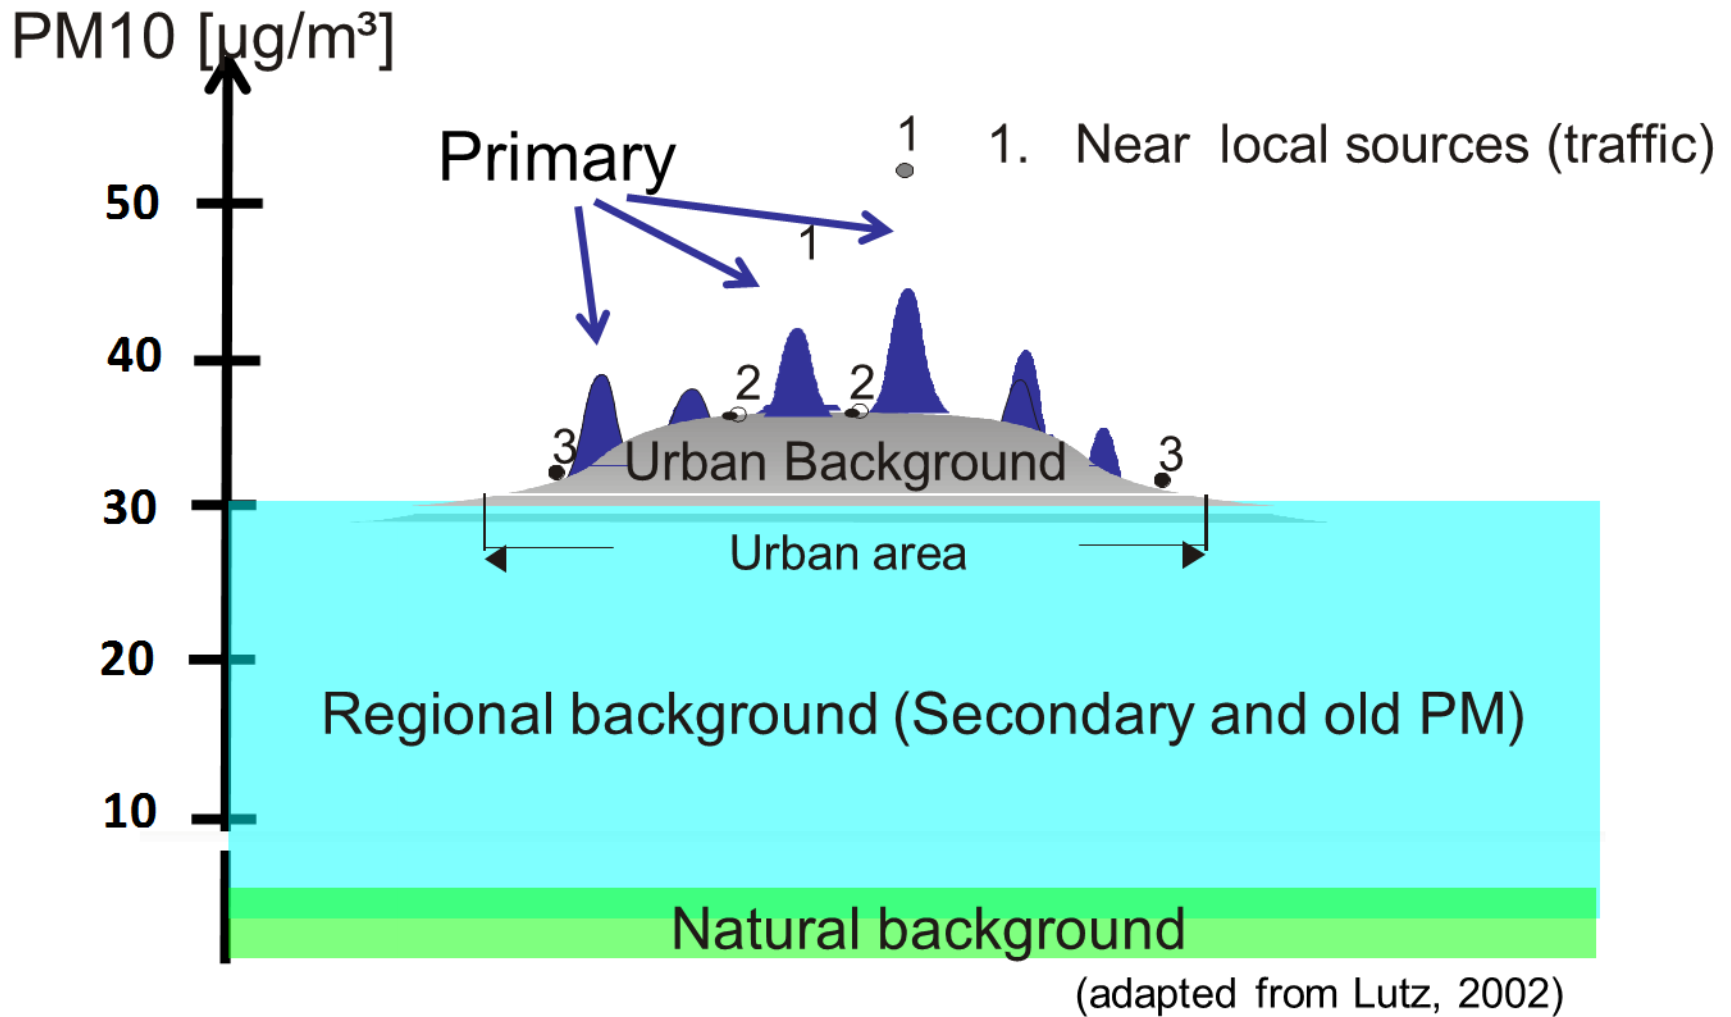 PM10 [µg/m³]
1
1. Near local sources (traffic)
Primary
50
1
40
2
2
3
3
Urban Background
30
Urban area
20
Regional background (Secondary and old PM)
10
Natural background
(adapted from Lutz, 2002)